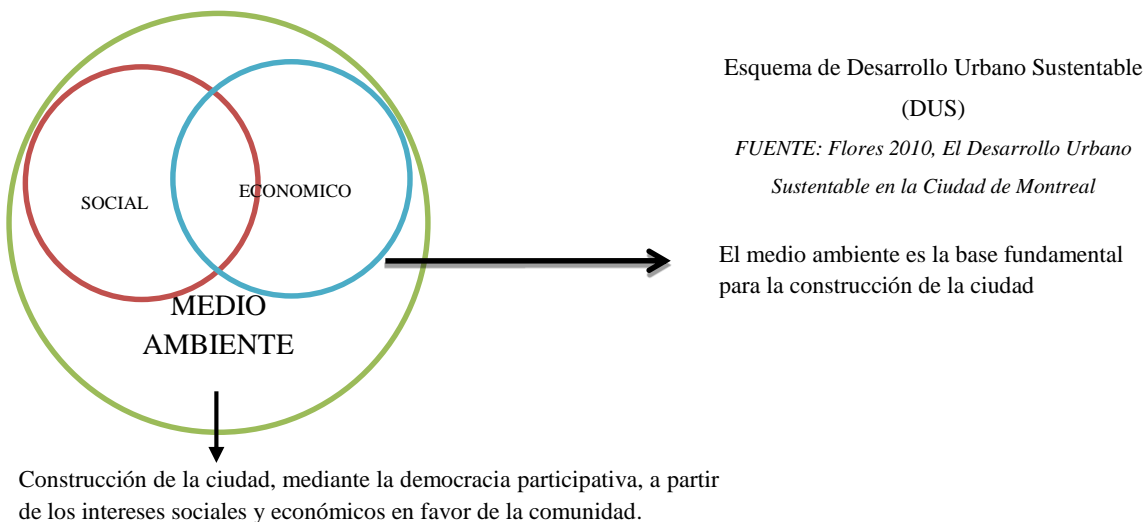 Esquema de Desarrollo Urbano Sustentable
(DUS)
FUENTE: Flores 2010, El Desarrollo Urbano
Sustentable en la Ciudad de Montreal
SOCIAL
ECONOMICO
El medio ambiente es la base fundamental
para la construcción de la ciudad
MEDIO
AMBIENTE
Construcción de la ciudad, mediante la democracia participativa, a partir
de los intereses sociales y económicos en favor de la comunidad.